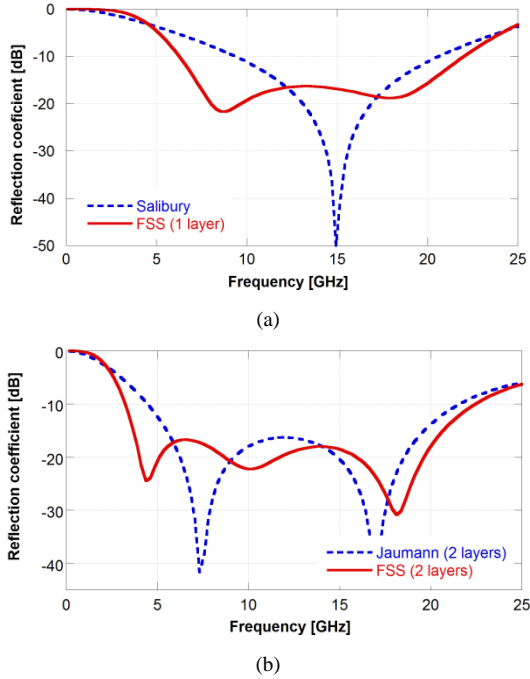 0
-10
-20
-30
-40
-50
Reflection coeficient [dB]
Salibury
FSS (1 layer)
0 5 10 15 20 25
Frequency [GHz]
(a)
0
-10
-20
-30
-40
Reflection coefficient [dB]
Jaumann (2 layers)
FSS (2 layers)
0 5 10 15 20 25
Frequency [GHz]
(b)